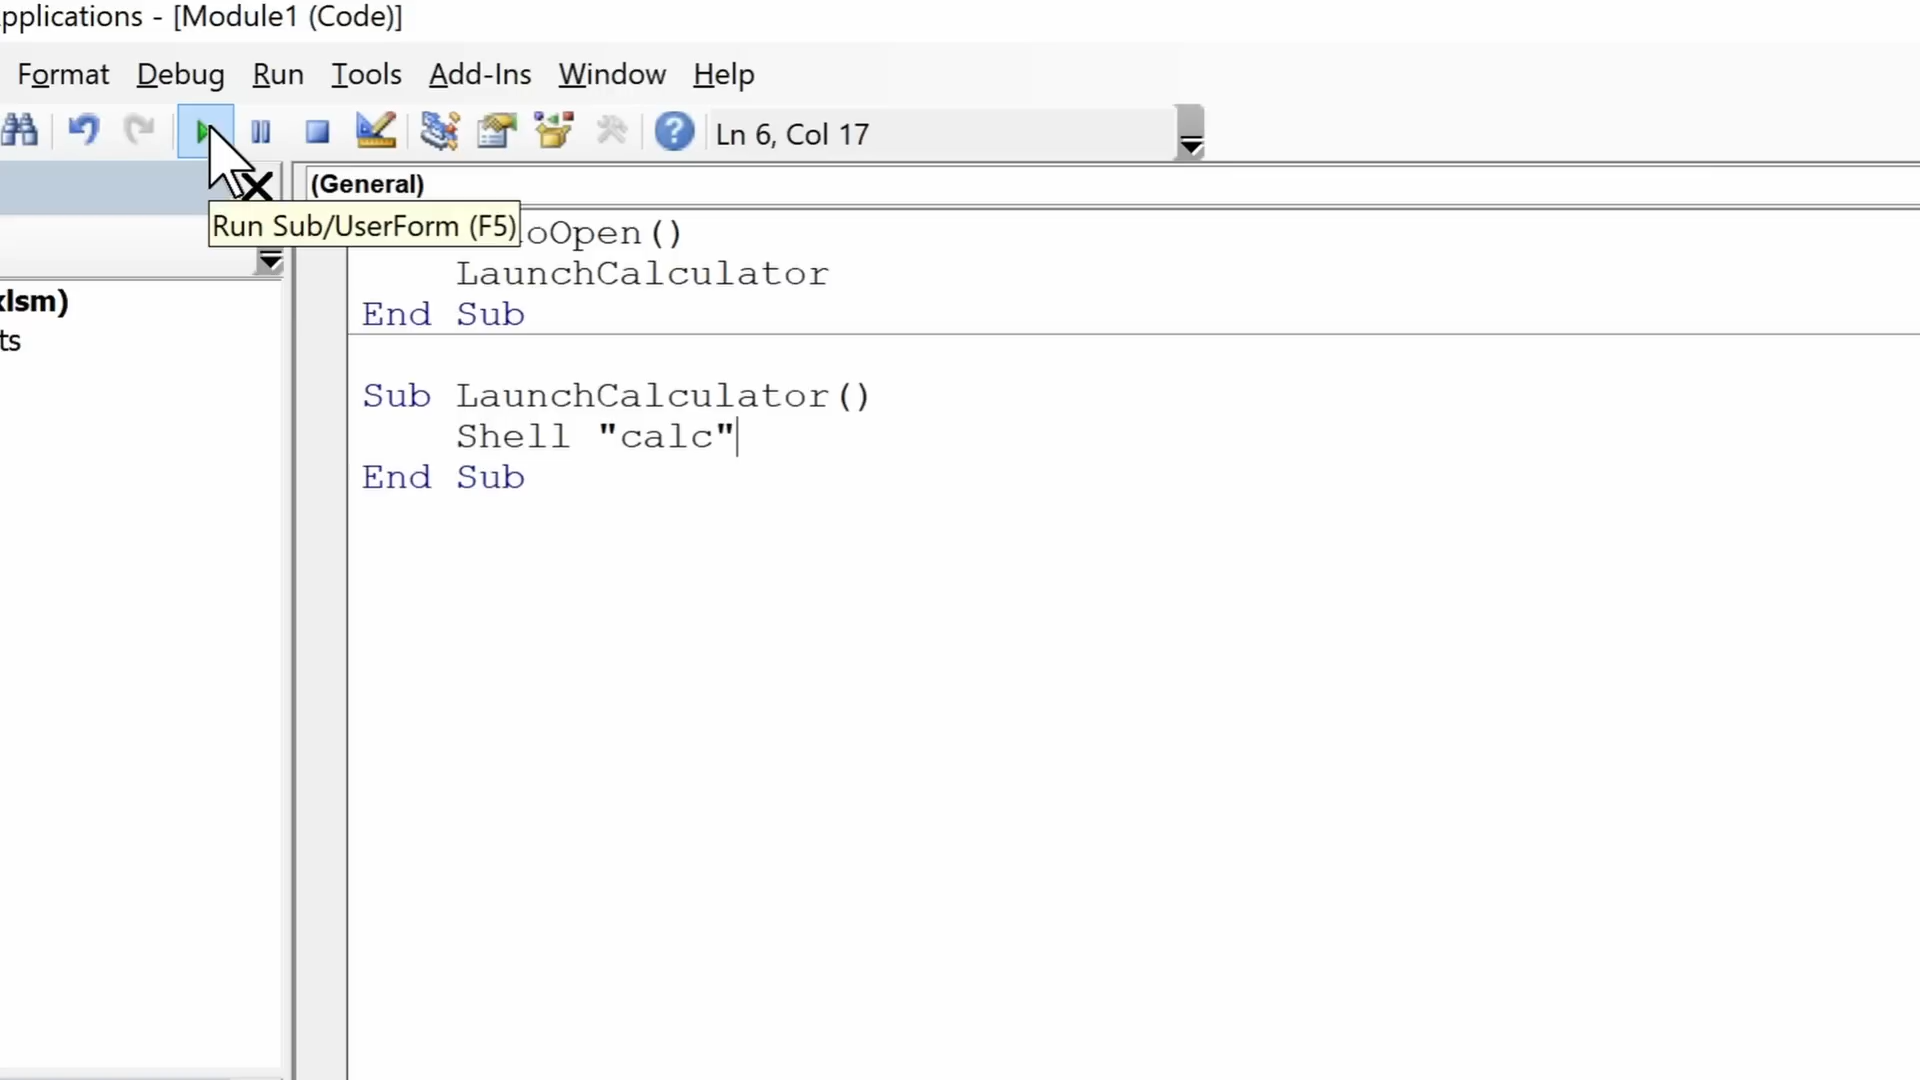 pplications - [Module1 (Code)]
Format Debug Run Tools Add-Ins Window Help
Ln 6, Col 17
(General)
Run Sub/UserForm (F5)
oOpen()
LaunchCalculator
End Sub
xlsm)
ts
Sub LaunchCalculator()
Shell "calc"
End Sub